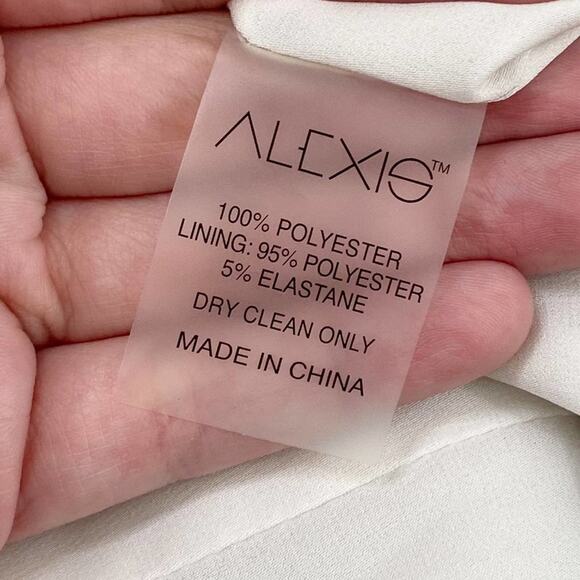 ALEXIS™
100% POLYESTER
LINING: 95% POLYESTER
5% ELASTANE
DRY CLEAN ONLY
MADE IN CHINA